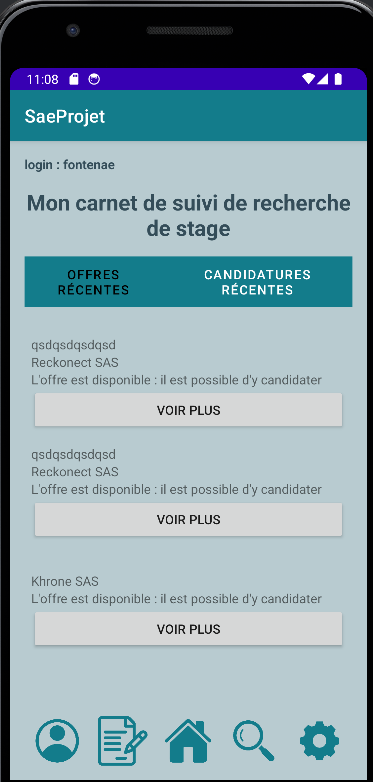 11:08
SaeProjet
login : fontenae
Mon carnet de suivi de recherche
de stage
OFFRES
RÉCENTES
CANDIDATURES
RÉCENTES
qsdqsdqsdqsd
Reckonect SAS
L'offre est disponible : il est possible d'y candidater
VOIR PLUS
qsdqsdqsdqsd
Reckonect SAS
L'offre est disponible : il est possible d'y candidater
VOIR PLUS
Khrone SAS
L'offre est disponible : il est possible d'y candidater
VOIR PLUS